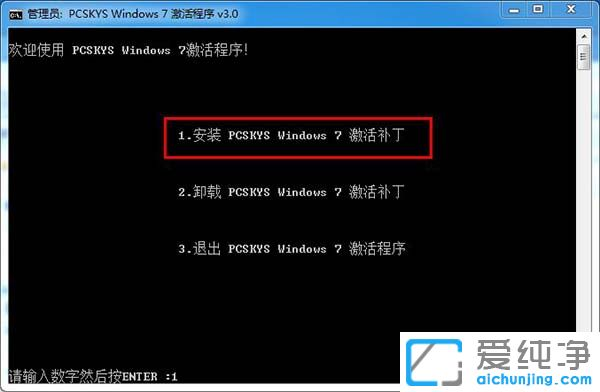 管理员: PCSKYS Windows 7 激活程序 v3.0
欢迎使用 PCSKYS Windows 7激活程序!
1.安装 PCSKYS Windows 7 激活补丁
2.卸载 PCSKYS Windows 7 激活补丁
3.退出 PCSKYS Windows 7 激活程序
请输入数字然后按ENTER :1
爱纯净
aichunjing.com